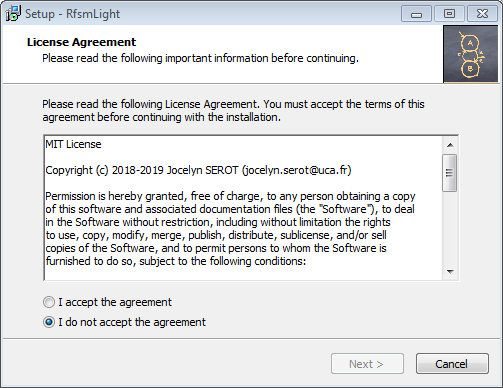 Setup - RfsmLight
License Agreement
Please read the following important information before continuing.
A
B
Please read the following License Agreement. You must accept the terms of this
agreement before continuing with the installation.
MIT License
Copyright (c) 2018-2019 Jocelyn SEROT (jocelyn.serot@uca.fr)
Permission is hereby granted, free of charge, to any person obtaining a copy
of this software and associated documentation files (the "Software"), to deal
in the Software without restriction, including without limitation the rights
to use, copy, modify, merge, publish, distribute, sublicense, and/or sell
copies of the Software, and to permit persons to whom the Software is
furnished to do so, subject to the following conditions:
I accept the agreement
I do not accept the agreement
Next >
Cancel